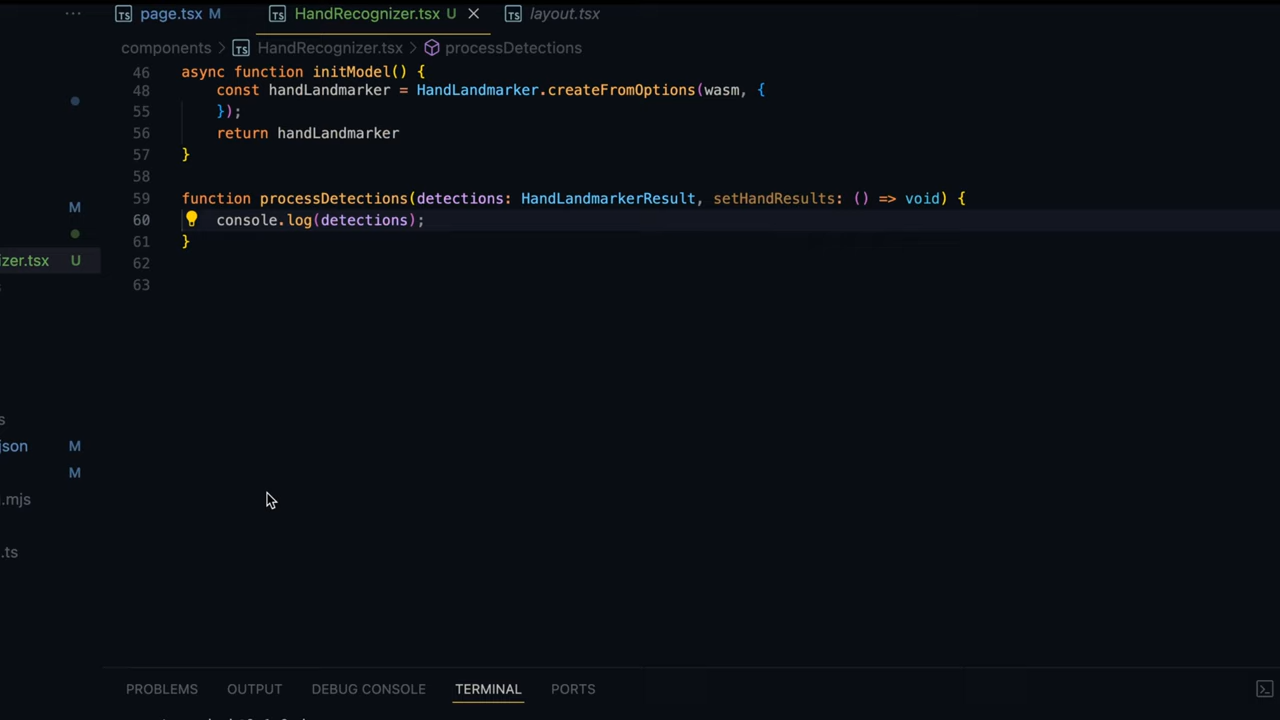 ··· page.tsx M HandRecognizer.tsx U layout.tsx
components > HandRecognizer.tsx > processDetections
46 async function initModel() {
48 const handLandmarker = HandLandmarker.createFromOptions(wasm, {
55 });
56 return handLandmarker
57 }
58
59 function processDetections(detections: HandLandmarkerResult, setHandResults: () => void) {
60 console.log(detections);
61 }
62
63
M
izer.tsx U
json M
M
.mjs
.ts
PROBLEMS OUTPUT DEBUG CONSOLE TERMINAL PORTS